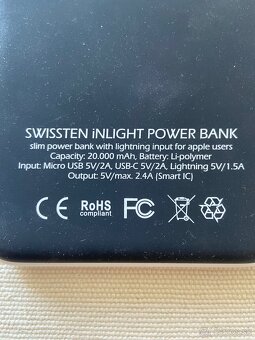 SWISSTEN iNLIGHT POWER BANK
slim power bank with lightning input for apple users
Capacity: 20.000 mAh, Battery: Li-polymer
Input: Micro USB 5V/2A, USB-C 5V/2A, Lightning 5V/1.5A
Output: 5V/max. 2.4A (Smart IC)
CE RoHS compliant FC